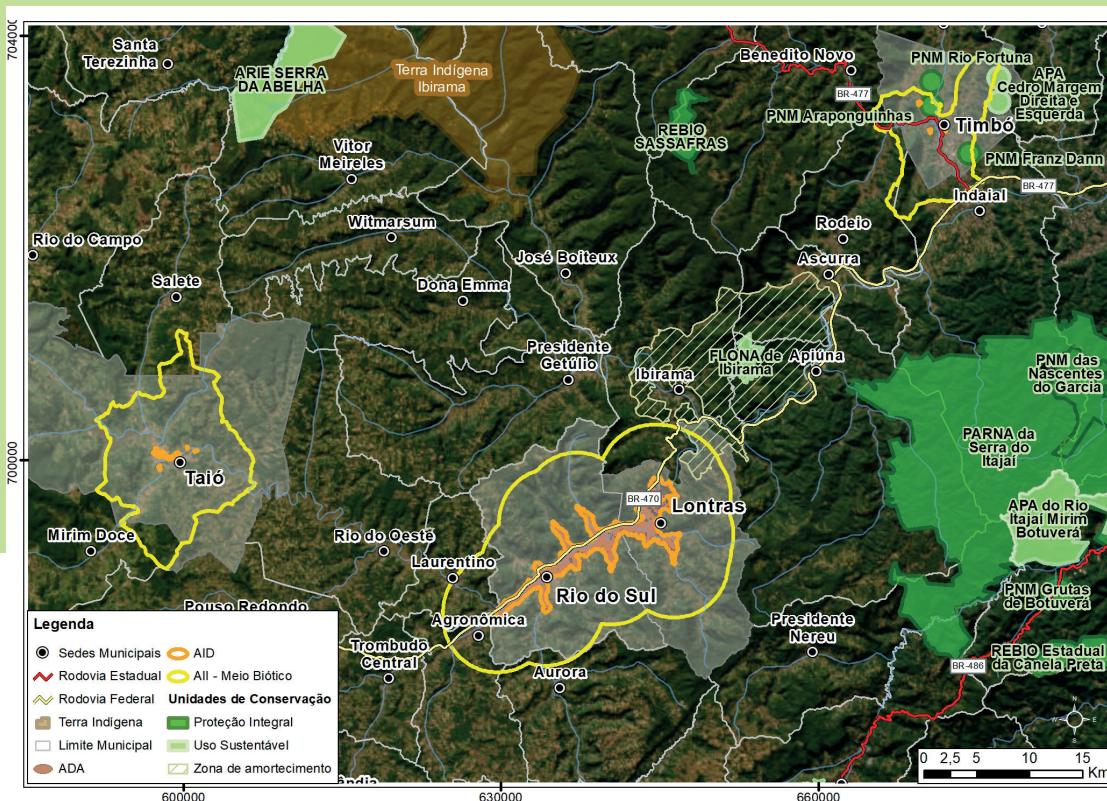 7040000
Santa
Terezinha
ARIE SERRA
DA ABELHA
Terra Indígena
Ibirama
Benedito Novo
BR-477
PNM Rio Fortuna
APA
Cedro Margem
Direita e
Esquerda
PNM Araponguinhas
Timbó
REBIO
SASSAFRAS
PNM Franz Dann
BR-477
Indaial
Vitor
Meireles
Witmarsum
Rio do Campo
Salete
José Boiteux
Dona Emma
Rodeio
Ascurra
Presidente
Getúlio
Ibirama
FLONA de
Ibirama
Apiúna
PNM das
Nascentes
do Garcia
PARNA da
Serra do
Itajaí
APA do Rio
Itajaí Mirim
Botuverá
700000
Taió
Mirim Doce
BR-470
Lontras
Rio do Oeste
Laurentino
Rio do Sul
Pouso Redondo
Agronômica
Trombudo
Central
Aurora
Presidente
Nereu
PNM Grutas
de Botuverá
REBIO Estadual
da Canela Preta
BR-486
Legenda
Sedes Municipais
AID
Rodovia Estadual
AII - Meio Biótico
Rodovia Federal
Unidades de Conservação
Terra Indígena
Proteção Integral
Limite Municipal
Uso Sustentável
ADA
Zona de amortecimento
N
W
E
S
0 2,5 5 10 15
Km
600000
630000
660000